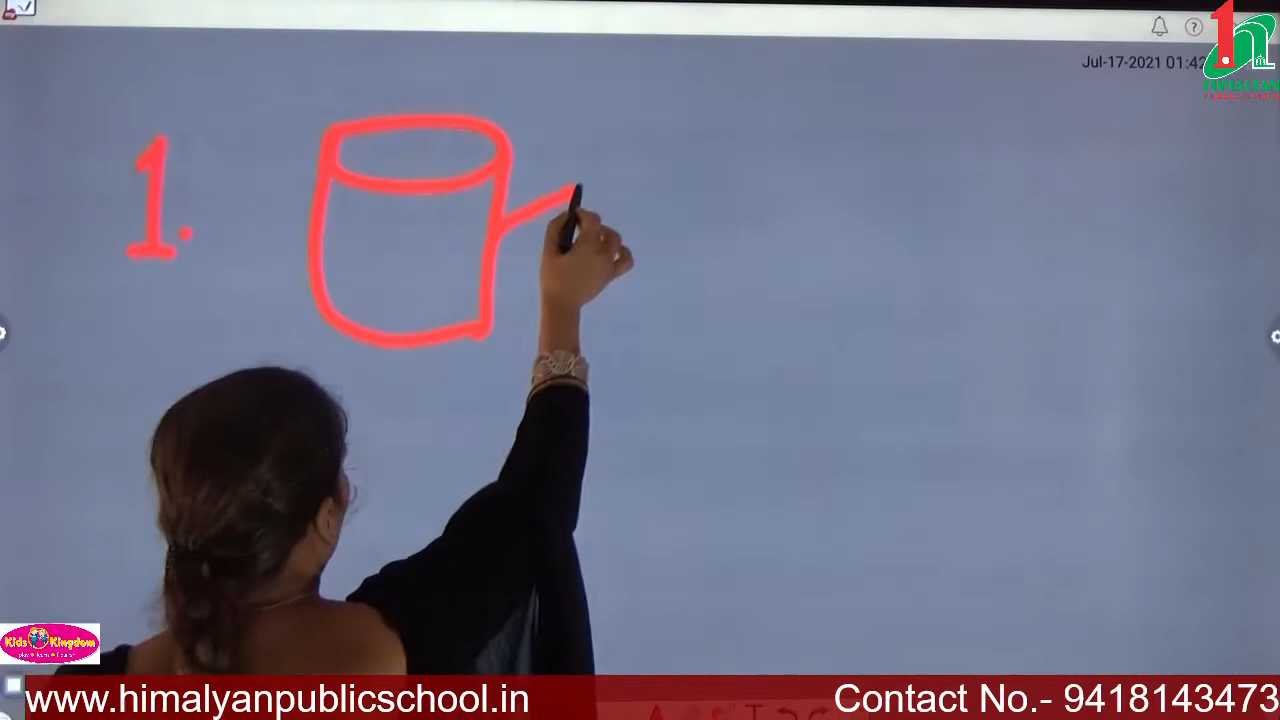 Jul-17-2021 01:42
1.
Kids Kingdom
www.himalyanpublicschool.in
Contact No.- 9418143473